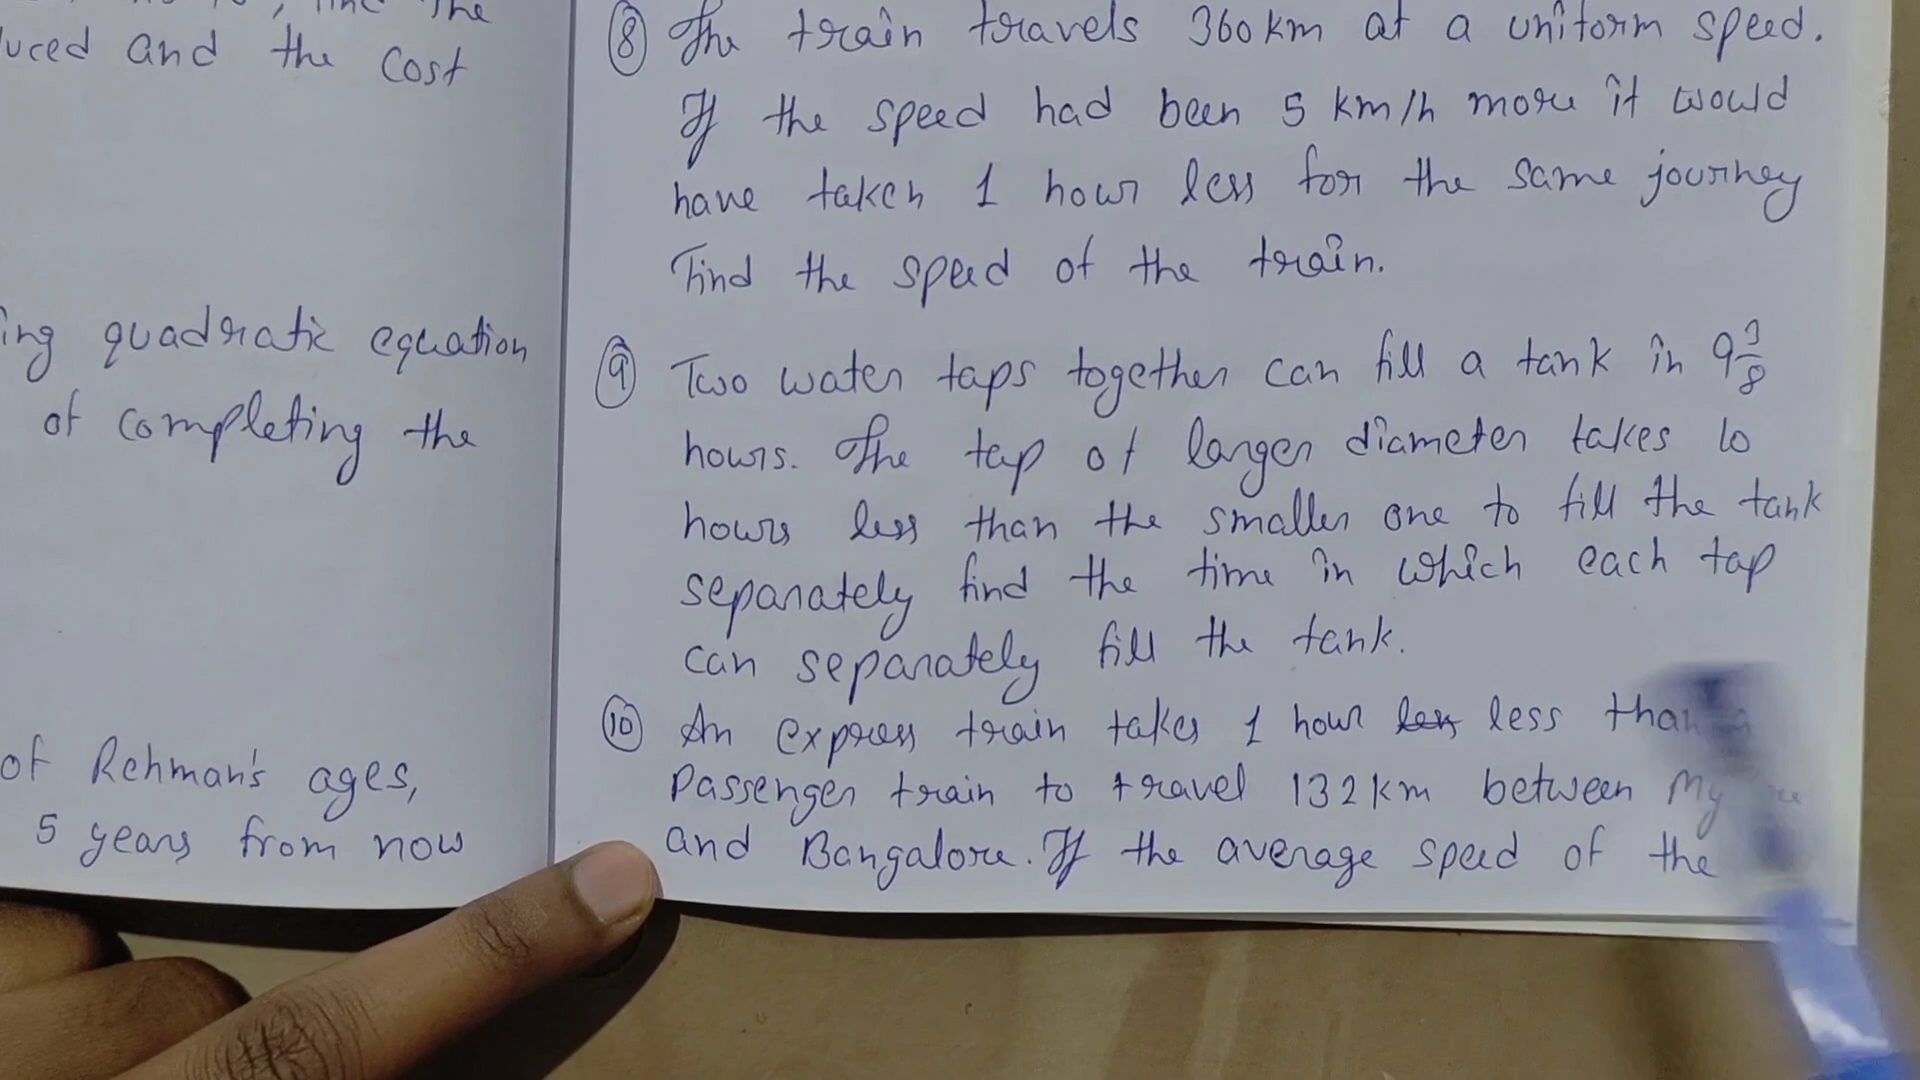 The
luced and the cost
ing quadratic equation
of completing the
of Rehman's ages,
5 years from now
8 The train travels 360 km at a uniform speed.
If the speed had been 5 km/h more it would
have taken 1 hour less for the same journey
Find the speed of the train.
9 Two water taps together can fill a tank in 9 3/8
hours. The tap of larger diameter takes 10
hours less than the smaller one to fill the tank
separately find the time in which each tap
can separately fill the tank.
10 An express train takes 1 hour less than
passenger train to travel 132 km between
and Bangalore. If the average speed of the